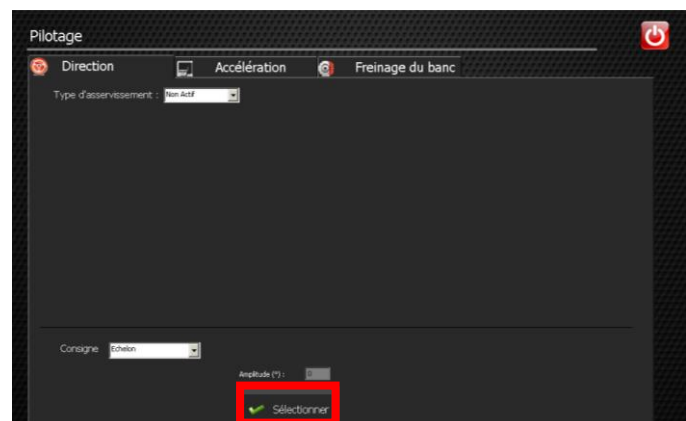 Pilotage
Direction Accélération Freinage du banc
Type d'asservissement : Non Actif
Consigne Echelon
Amplitude (°) : 0
Sélectionner